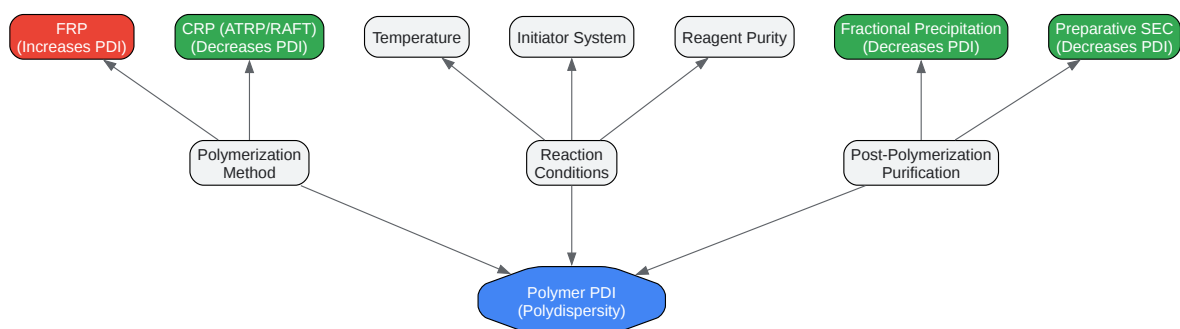 FRP
(Increases PDI)
CRP (ATRP/RAFT)
(Decreases PDI)
Temperature
Initiator System
Reagent Purity
Fractional Precipitation
(Decreases PDI)
Preparative SEC
(Decreases PDI)
Polymerization
Method
Reaction
Conditions
Post-Polymerization
Purification
Polymer PDI
(Polydispersity)